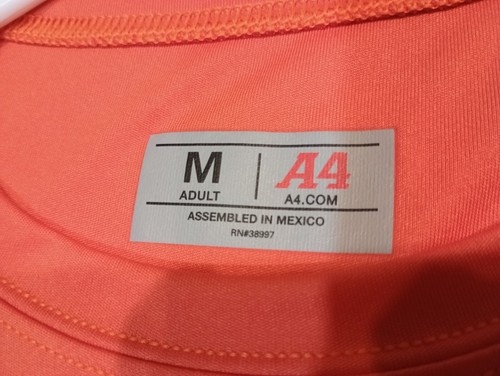 M A4
ADULT A4.COM
ASSEMBLED IN MEXICO
RN#38997